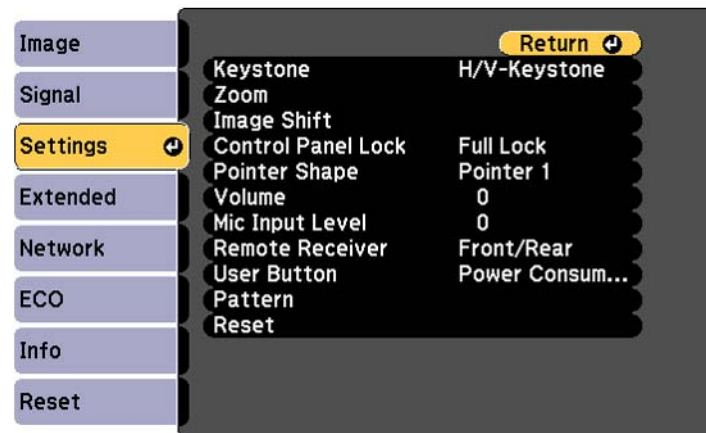 Image
Signal
Settings
Extended
Network
ECO
Info
Reset
Return
Keystone H/V-Keystone
Zoom
Image Shift
Control Panel Lock Full Lock
Pointer Shape Pointer 1
Volume 0
Mic Input Level 0
Remote Receiver Front/Rear
User Button Power Consum...
Pattern
Reset